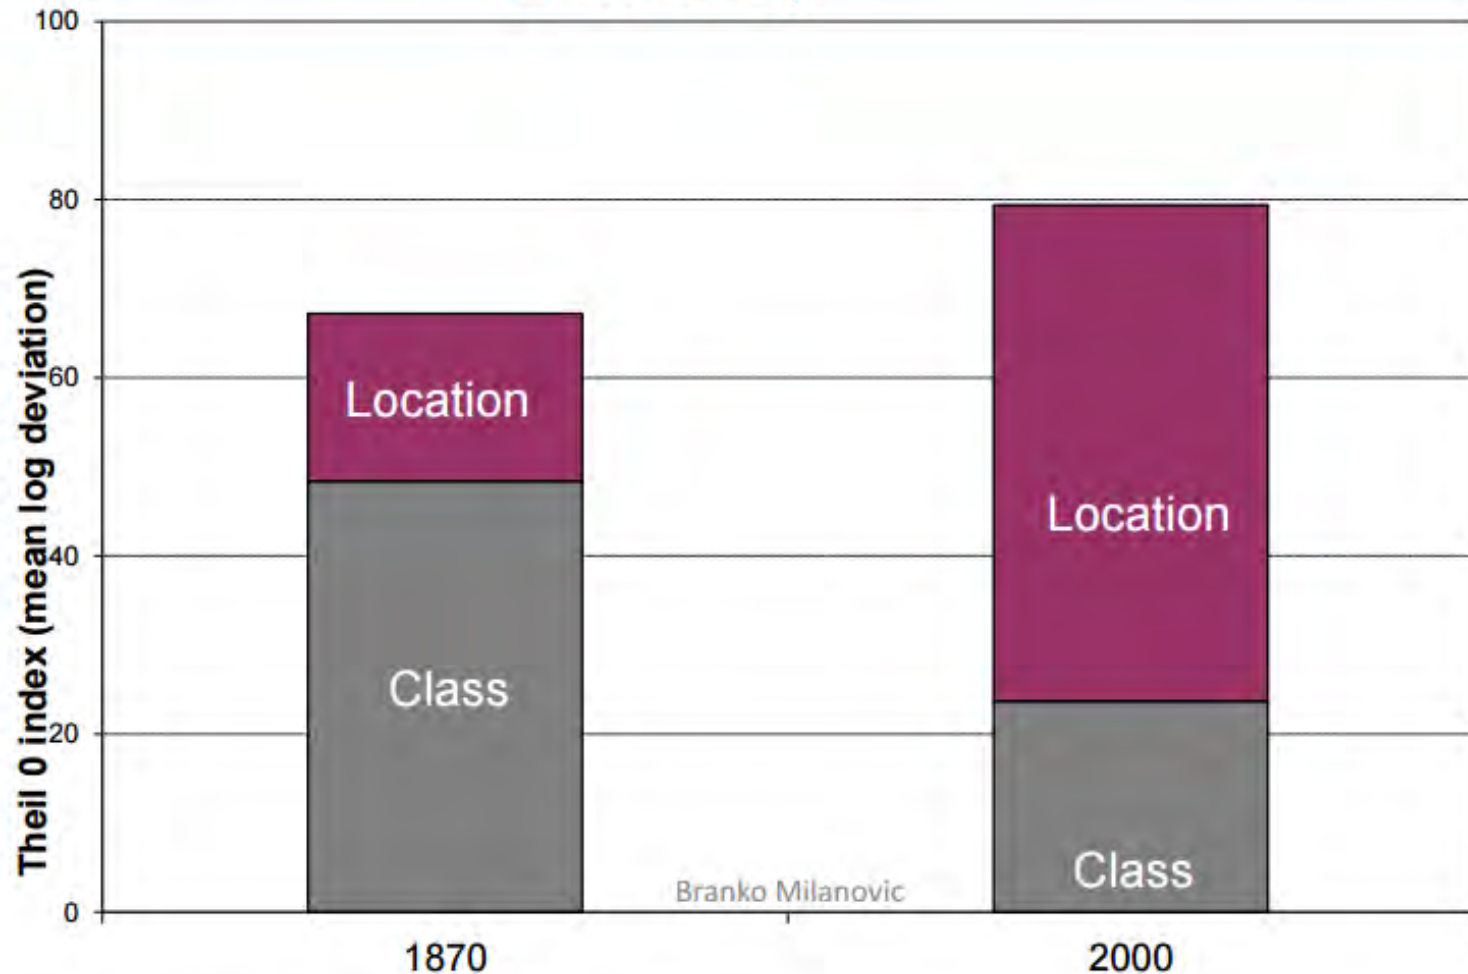 100
80
60
40
20
0
Theil 0 index (mean log deviation)
Location
Class
Location
Class
Branko Milanovic
1870
2000